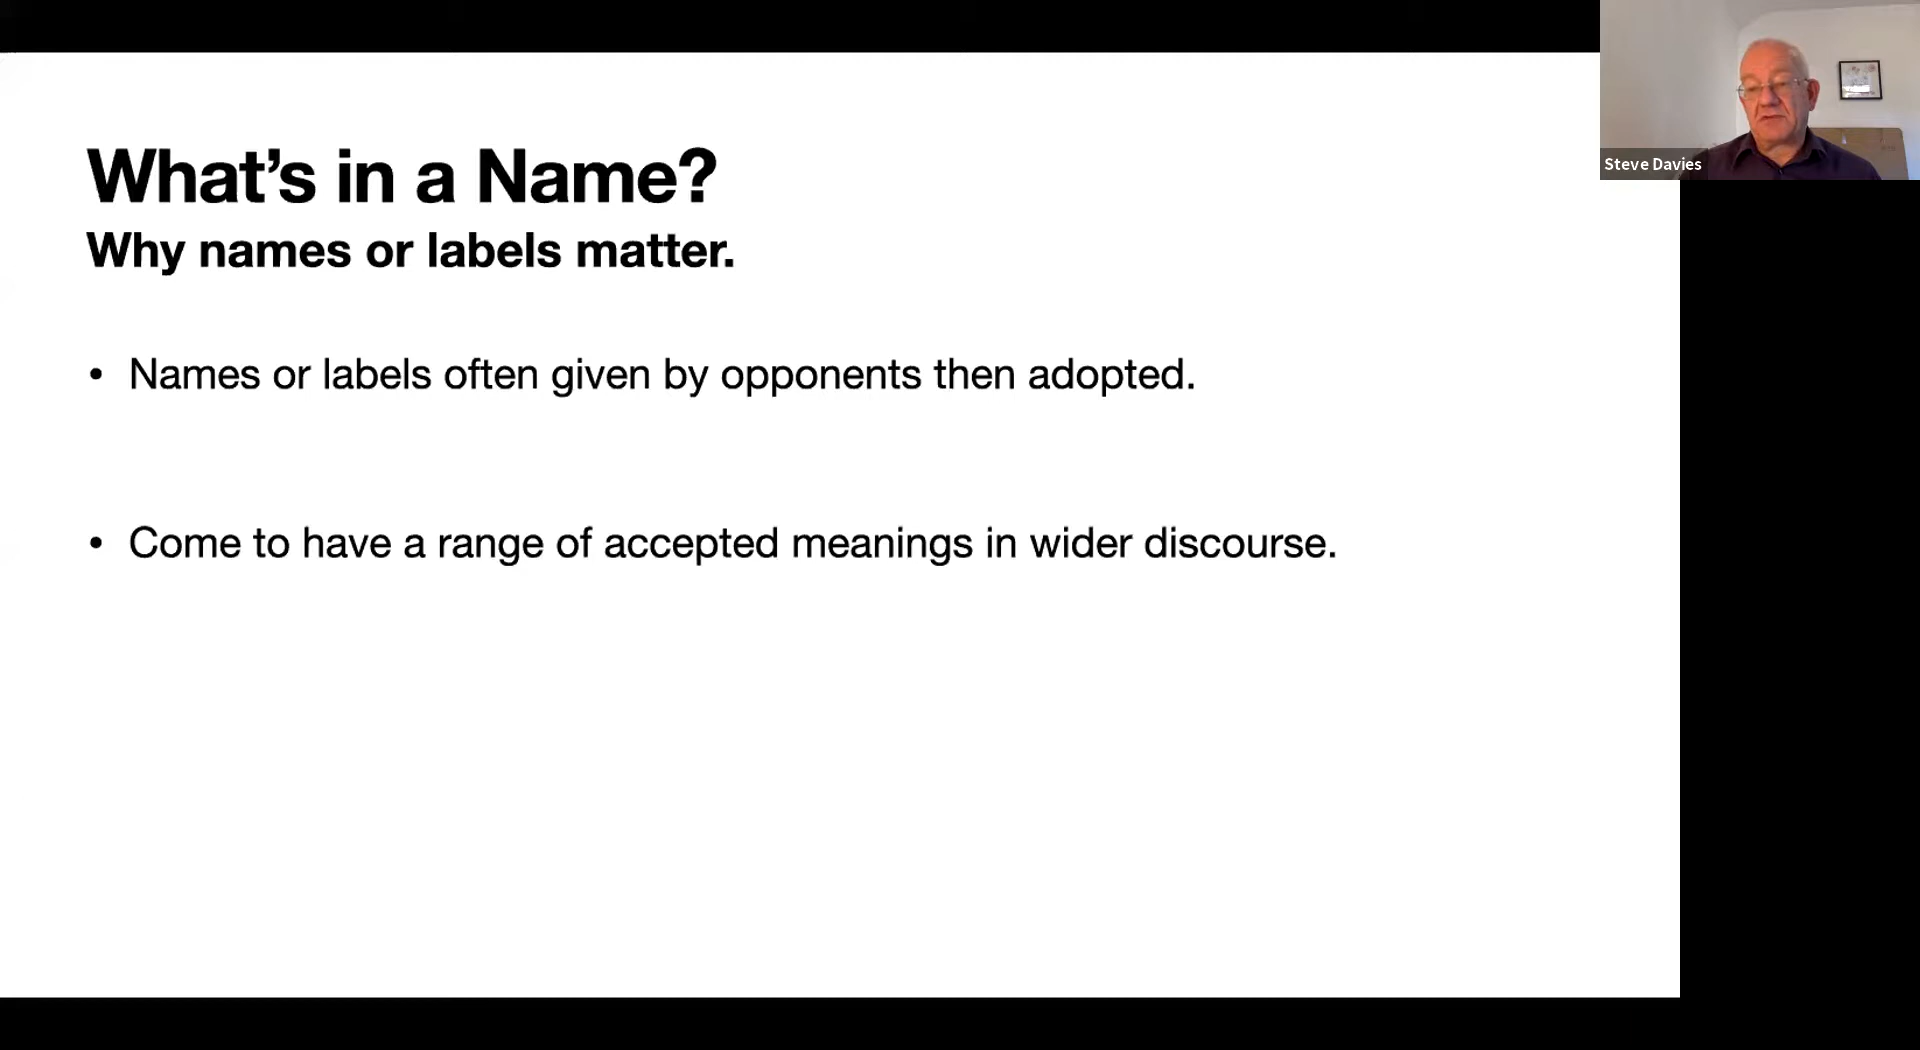 What’s in a Name?
Why names or labels matter.
• Names or labels often given by opponents then adopted.
• Come to have a range of accepted meanings in wider discourse.
Steve Davies